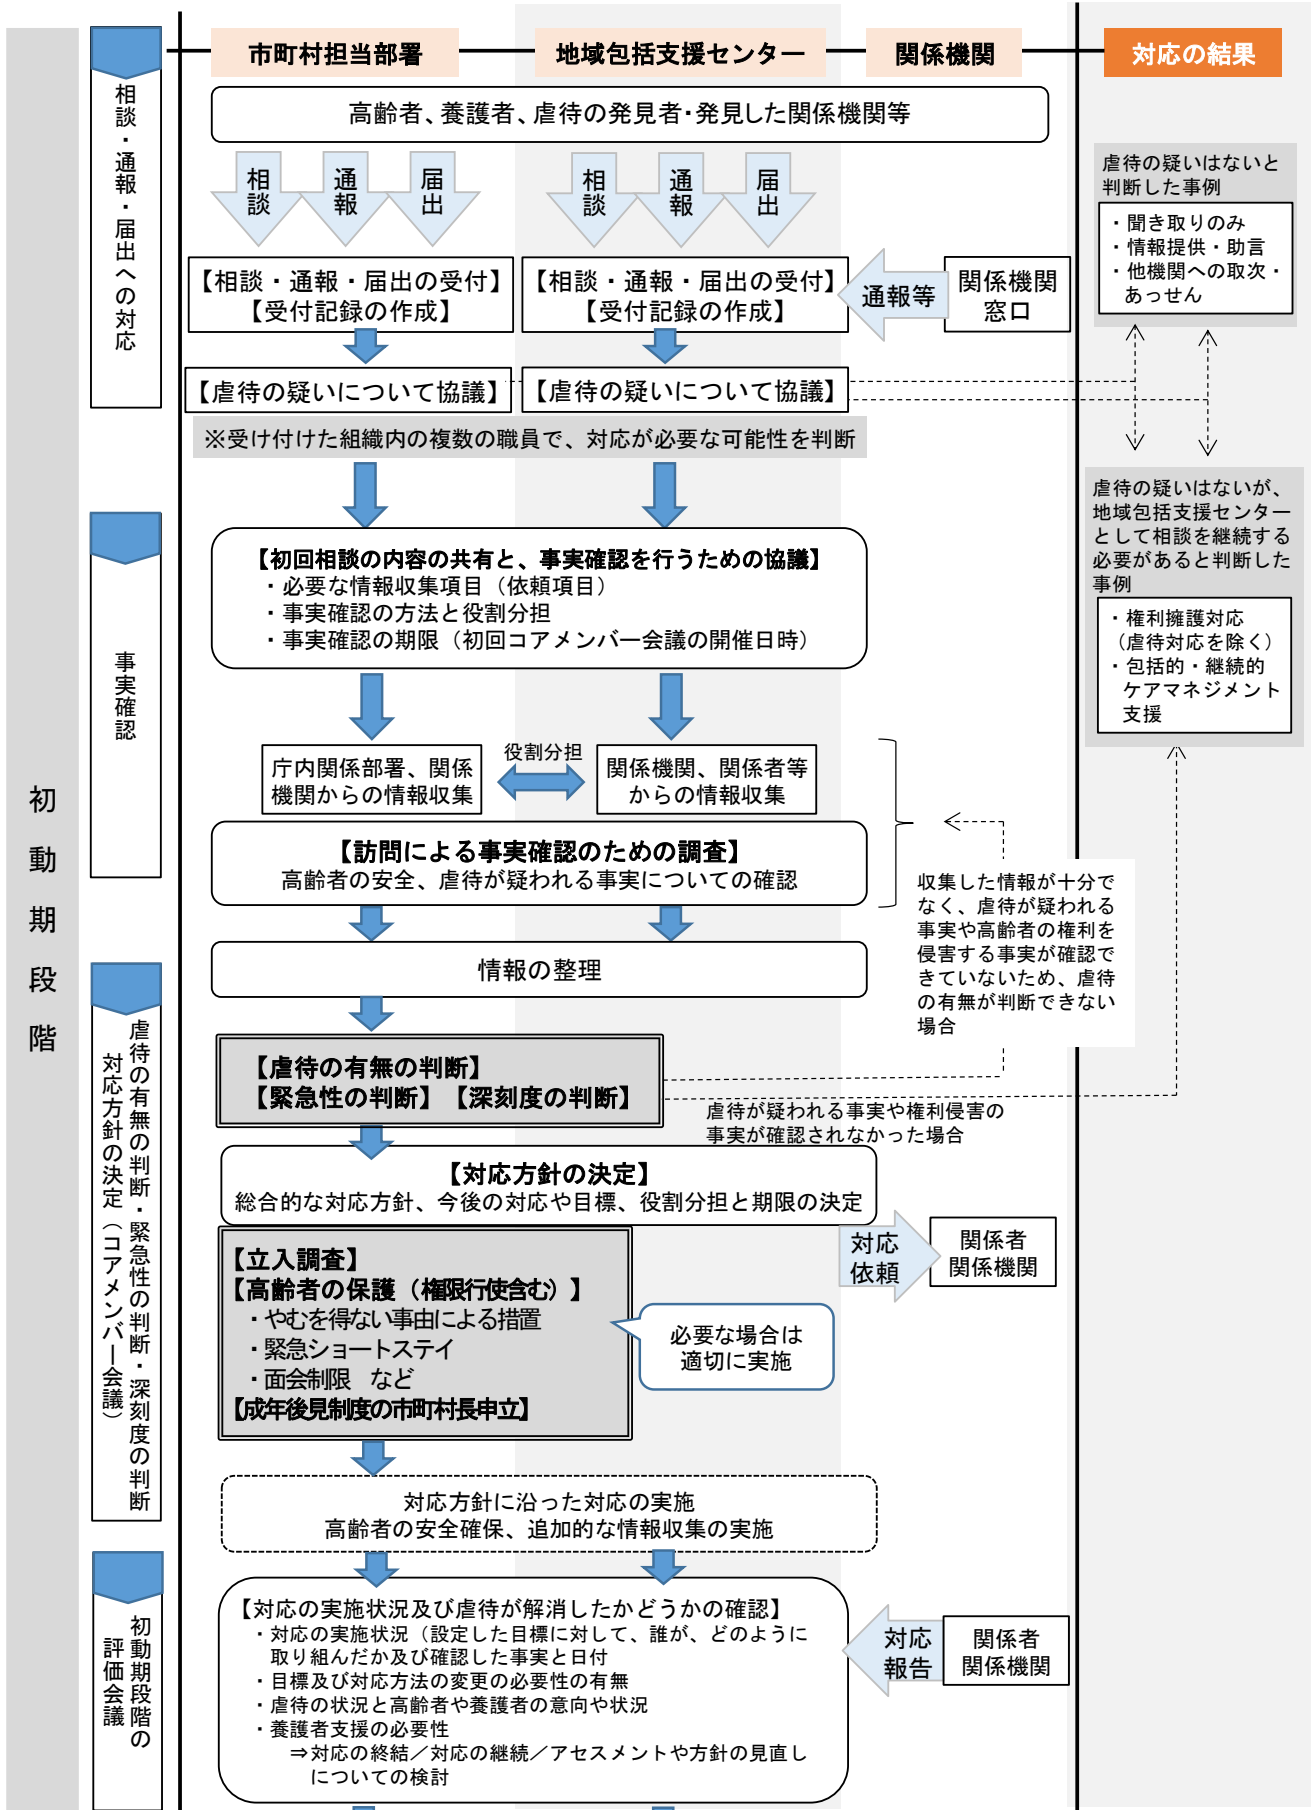 市町村担当部署
地域包括支援センター
関係機関
対応の結果
初動期段階
相談・通報・届出への対応
高齢者、養護者、虐待の発見者・発見した関係機関等
相談
通報
届出
相談
通報
届出
【相談・通報・届出の受付】
【受付記録の作成】
【相談・通報・届出の受付】
【受付記録の作成】
通報等
関係機関
窓口
【虐待の疑いについて協議】
【虐待の疑いについて協議】
※受け付けた組織内の複数の職員で、対応が必要な可能性を判断
虐待の疑いはないと
判断した事例
・聞き取りのみ
・情報提供・助言
・他機関への取次・
あっせん
虐待の疑いはないが、
地域包括支援センター
として相談を継続する
必要があると判断した
事例
・権利擁護対応
（虐待対応を除く）
・包括的・継続的
ケアマネジメント
支援
事実確認
【初回相談の内容の共有と、事実確認を行うための協議】
・必要な情報収集項目（依頼項目）
・事実確認の方法と役割分担
・事実確認の期限（初回コアメンバー会議の開催日時）
庁内関係部署、関係
機関からの情報収集
役割分担
関係機関、関係者等
からの情報収集
【訪問による事実確認のための調査】
高齢者の安全、虐待が疑われる事実についての確認
収集した情報が十分で
なく、虐待が疑われる
事実や高齢者の権利を
侵害する事実が確認で
きていないため、虐待
の有無が判断できない
場合
情報の整理
虐待の有無の判断・緊急性の判断・深刻度の判断
対応方針の決定（コアメンバー会議）
【虐待の有無の判断】
【緊急性の判断】【深刻度の判断】
虐待が疑われる事実や権利侵害の
事実が確認されなかった場合
【対応方針の決定】
総合的な対応方針、今後の対応や目標、役割分担と期限の決定
【立入調査】
【高齢者の保護（権限行使含む）】
・やむを得ない事由による措置
・緊急ショートステイ
・面会制限　など
【成年後見制度の市町村長申立】
必要な場合は
適切に実施
対応
依頼
関係者
関係機関
対応方針に沿った対応の実施
高齢者の安全確保、追加的な情報収集の実施
初動期段階の
評価会議
【対応の実施状況及び虐待が解消したかどうかの確認】
・対応の実施状況（設定した目標に対して、誰が、どのように
取り組んだか及び確認した事実と日付
・目標及び対応方法の変更の必要性の有無
・虐待の状況と高齢者や養護者の意向や状況
・養護者支援の必要性
⇒対応の終結／対応の継続／アセスメントや方針の見直し
についての検討
対応
報告
関係者
関係機関